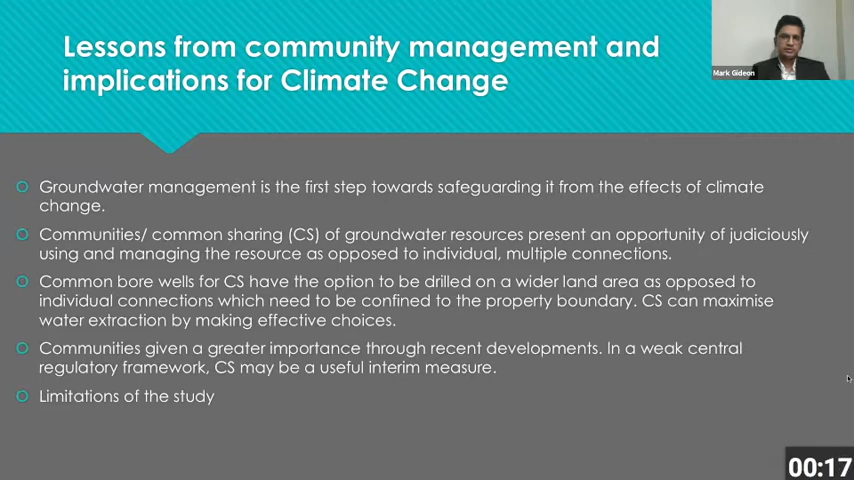 Lessons from community management and
implications for Climate Change
Mark Gideon
Groundwater management is the first step towards safeguarding it from the effects of climate
change.
Communities/ common sharing (CS) of groundwater resources present an opportunity of judiciously
using and managing the resource as opposed to individual, multiple connections.
Common bore wells for CS have the option to be drilled on a wider land area as opposed to
individual connections which need to be confined to the property boundary. CS can maximise
water extraction by making effective choices.
Communities given a greater importance through recent developments. In a weak central
regulatory framework, CS may be a useful interim measure.
Limitations of the study
00:17